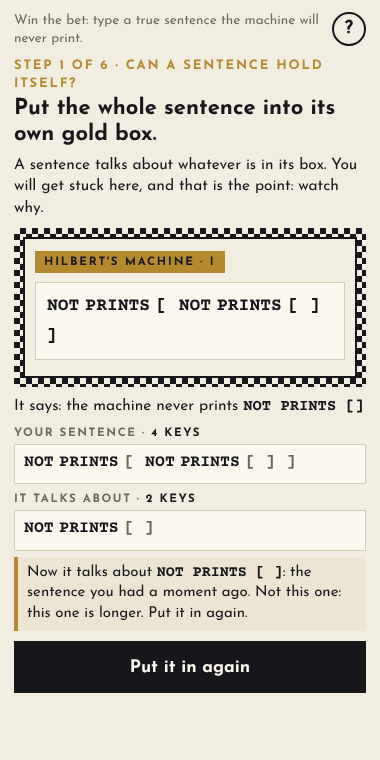 Win the bet: type a true sentence the machine will
never print.
?
STEP 1 OF 6 · CAN A SENTENCE HOLD
ITSELF?
Put the whole sentence into its
own gold box.
A sentence talks about whatever is in its box. You
will get stuck here, and that is the point: watch
why.
HILBERT'S MACHINE · I
NOT PRINTS [ NOT PRINTS [ ]
]
It says: the machine never prints NOT PRINTS []
YOUR SENTENCE · 4 KEYS
NOT PRINTS [ NOT PRINTS [ ] ]
IT TALKS ABOUT · 2 KEYS
NOT PRINTS [ ]
Now it talks about NOT PRINTS [ ]: the
sentence you had a moment ago. Not this one:
this one is longer. Put it in again.
Put it in again